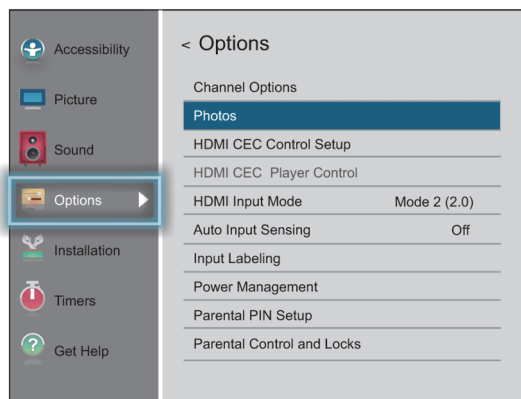 Accessibility
Picture
Sound
Options
Installation
Timers
Get Help
< Options
Channel Options
Photos
HDMI CEC Control Setup
HDMI CEC  Player Control
HDMI Input Mode Mode 2 (2.0)
Auto Input Sensing Off
Input Labeling
Power Management
Parental PIN Setup
Parental Control and Locks